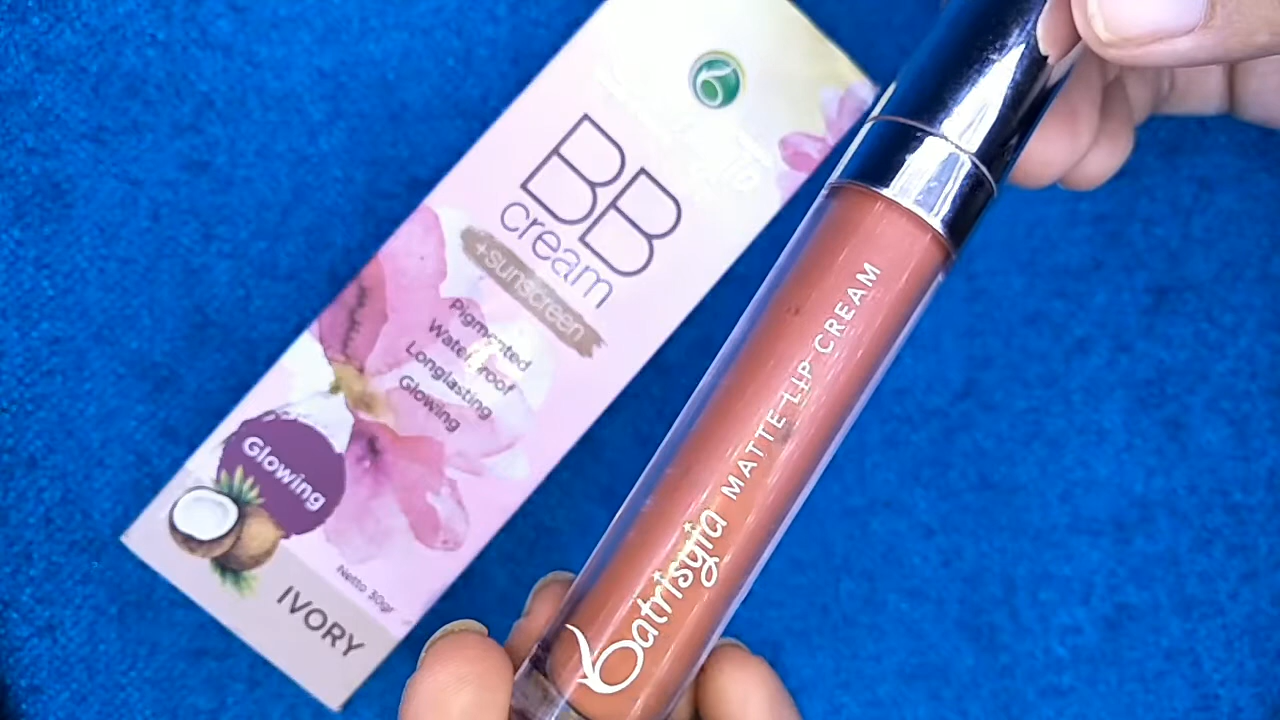 BB
cream
+sunscreen
Pigmented
Waterproof
Longlasting
Glowing
Glowing
Netto 30gr
IVORY
batrisyia MATTE LIP CREAM